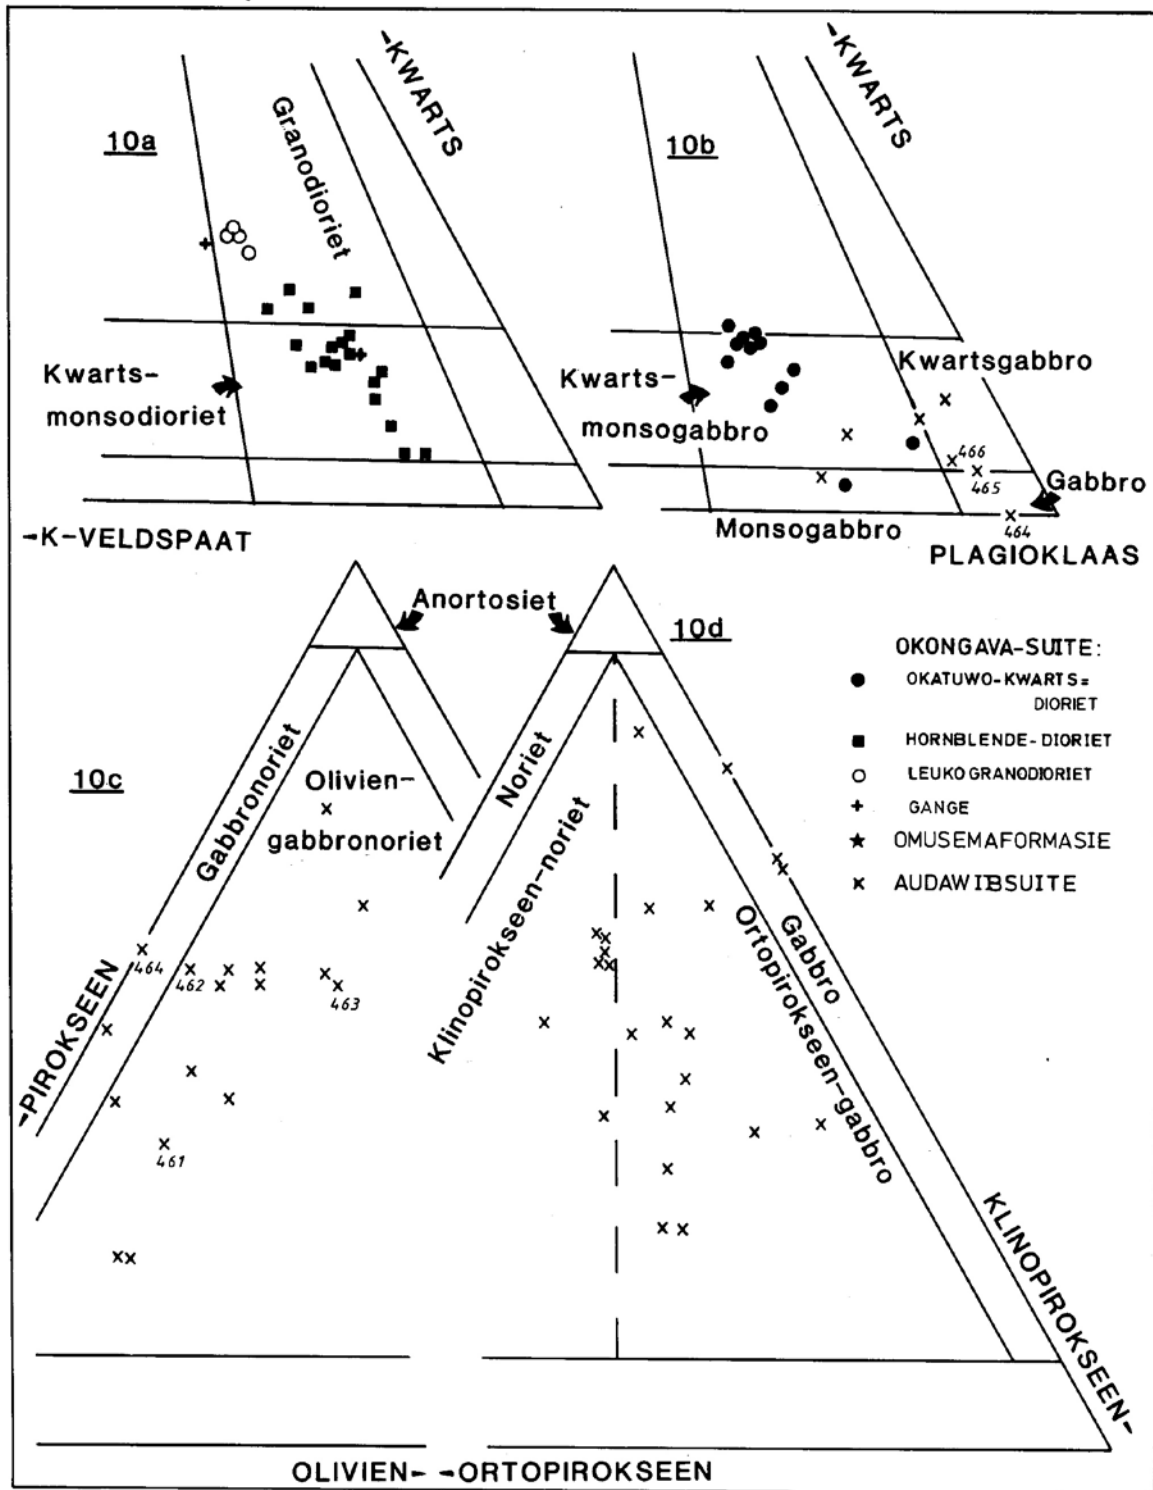 10a
-KWARTS
Granodioriet
Kwarts-
monsodioriet
-K-VELDSPAAT
10b
-KWARTS
Kwartsgabbro
Kwarts-
monsogabbro
466
465
Gabbro
464
Monsogabbro
PLAGIOKLAAS
Anortosiet
10c
Gabbronoriet
Olivien-
gabbronoriet
464
462
463
-PIROKSEEN
461
10d
Noriet
Klinopirokseen-noriet
Gabbro
Ortopirokseen-gabbro
KLINOPIROKSEEN-
OKONGAVA-SUITE:
OKATUWO-KWARTS=
DIORIET
HORNBLENDE-DIORIET
LEUKOGRANODIORIET
GANGE
OMUSEMAFORMASIE
AUDAWIBSUITE
OLIVIEN- -ORTOPIROKSEEN